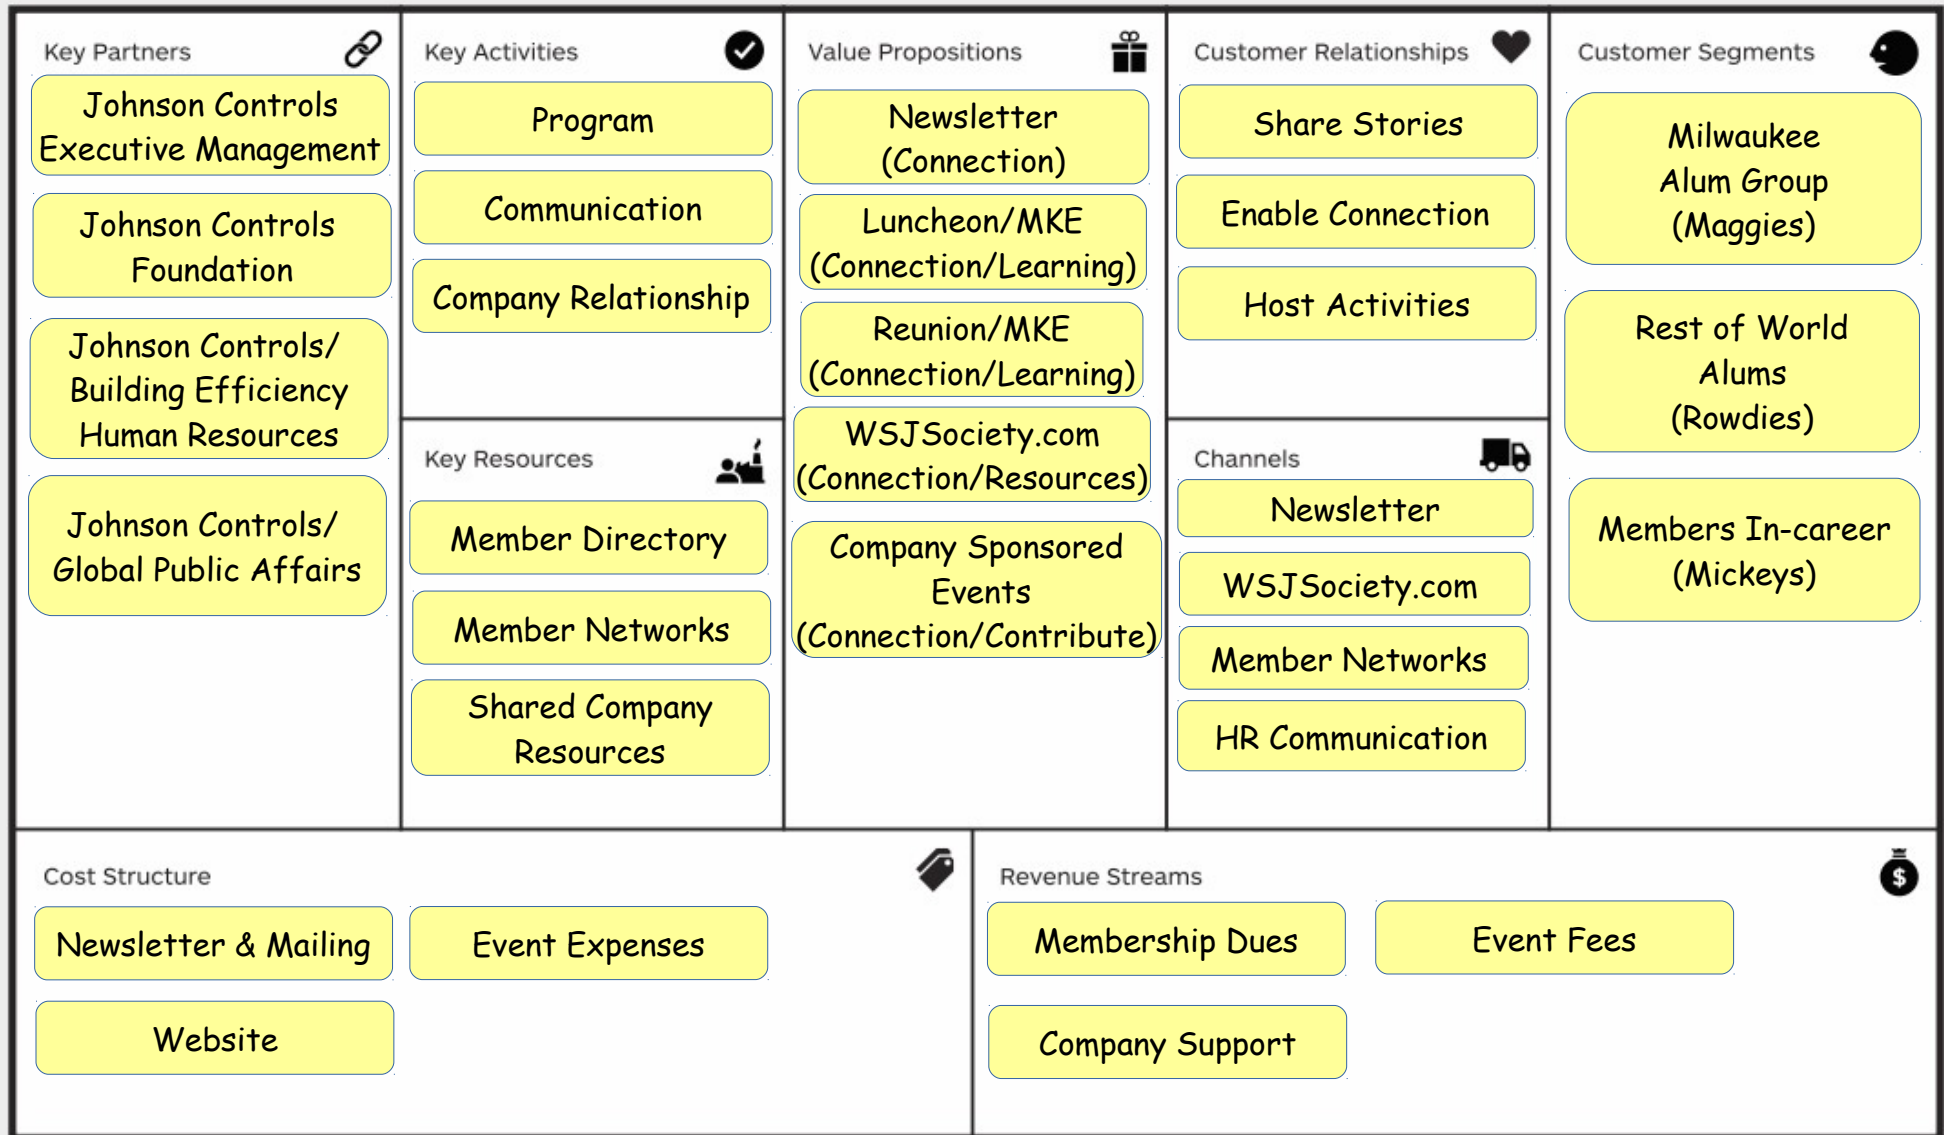 Key Partners
Johnson Controls
Executive Management
Johnson Controls
Foundation
Johnson Controls/
Building Efficiency
Human Resources
Johnson Controls/
Global Public Affairs
Key Activities
Program
Communication
Company Relationship
Key Resources
Member Directory
Member Networks
Shared Company
Resources
Value Propositions
Newsletter
(Connection)
Luncheon/MKE
(Connection/Learning)
Reunion/MKE
(Connection/Learning)
WSJSociety.com
(Connection/Resources)
Company Sponsored
Events
(Connection/Contribute)
Customer Relationships
Share Stories
Enable Connection
Host Activities
Channels
Newsletter
WSJSociety.com
Member Networks
HR Communication
Customer Segments
Milwaukee
Alum Group
(Maggies)
Rest of World
Alums
(Rowdies)
Members In-career
(Mickeys)
Cost Structure
Newsletter & Mailing
Event Expenses
Website
Revenue Streams
$
Membership Dues
Event Fees
Company Support